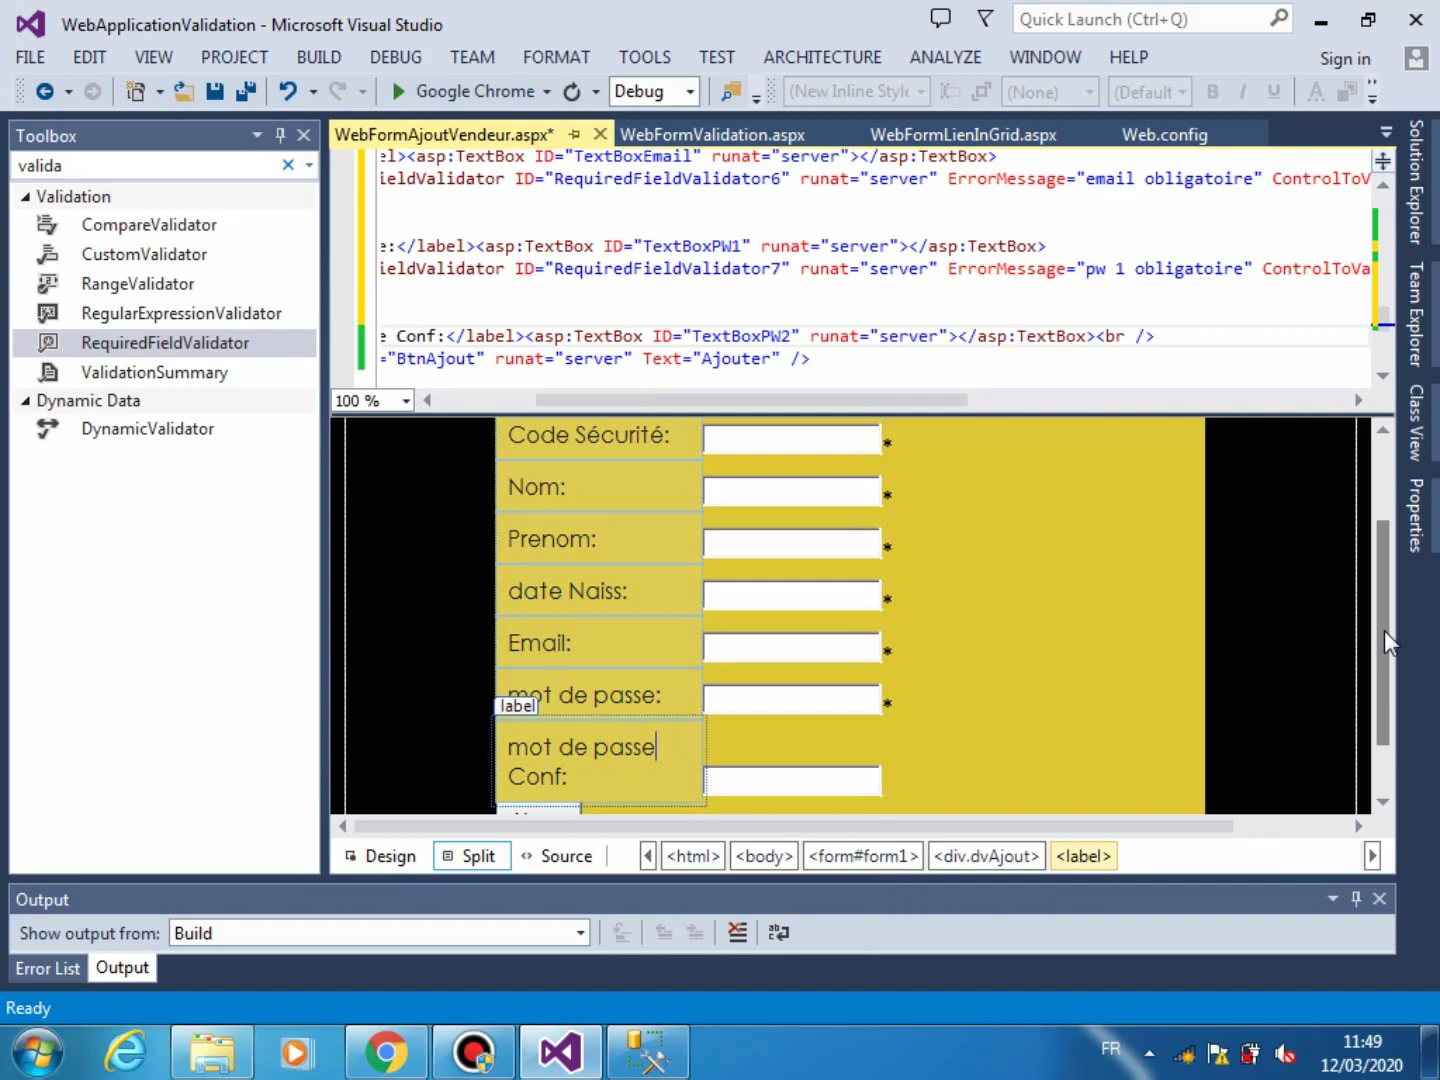 WebApplicationValidation - Microsoft Visual Studio
Quick Launch (Ctrl+Q)
FILE EDIT VIEW PROJECT BUILD DEBUG TEAM FORMAT TOOLS TEST ARCHITECTURE ANALYZE WINDOW HELP Sign in
Google Chrome Debug (New Inline Style (None) (Default B I U A
Toolbox
WebFormAjoutVendeur.aspx* WebFormValidation.aspx WebFormLienInGrid.aspx Web.config
valida
Validation
CompareValidator
CustomValidator
RangeValidator
RegularExpressionValidator
RequiredFieldValidator
ValidationSummary
Dynamic Data
DynamicValidator
el><asp:TextBox ID="TextBoxEmail" runat="server"></asp:TextBox>
ieldValidator ID="RequiredFieldValidator6" runat="server" ErrorMessage="email obligatoire" ControlToV
e:</label><asp:TextBox ID="TextBoxPW1" runat="server"></asp:TextBox>
ieldValidator ID="RequiredFieldValidator7" runat="server" ErrorMessage="pw 1 obligatoire" ControlToVa
e Conf:</label><asp:TextBox ID="TextBoxPW2" runat="server"></asp:TextBox><br />
="BtnAjout" runat="server" Text="Ajouter" />
100 %
Code Sécurité: *
Nom: *
Prenom: *
date Naiss: *
Email: *
mot de passe: *
label
mot de passe
Conf:
Design Split Source <html> <body> <form#form1> <div.dvAjout> <label>
Solution Explorer
Team Explorer
Class View
Properties
Output
Show output from: Build
Error List Output
Ready
FR
11:49
12/03/2020